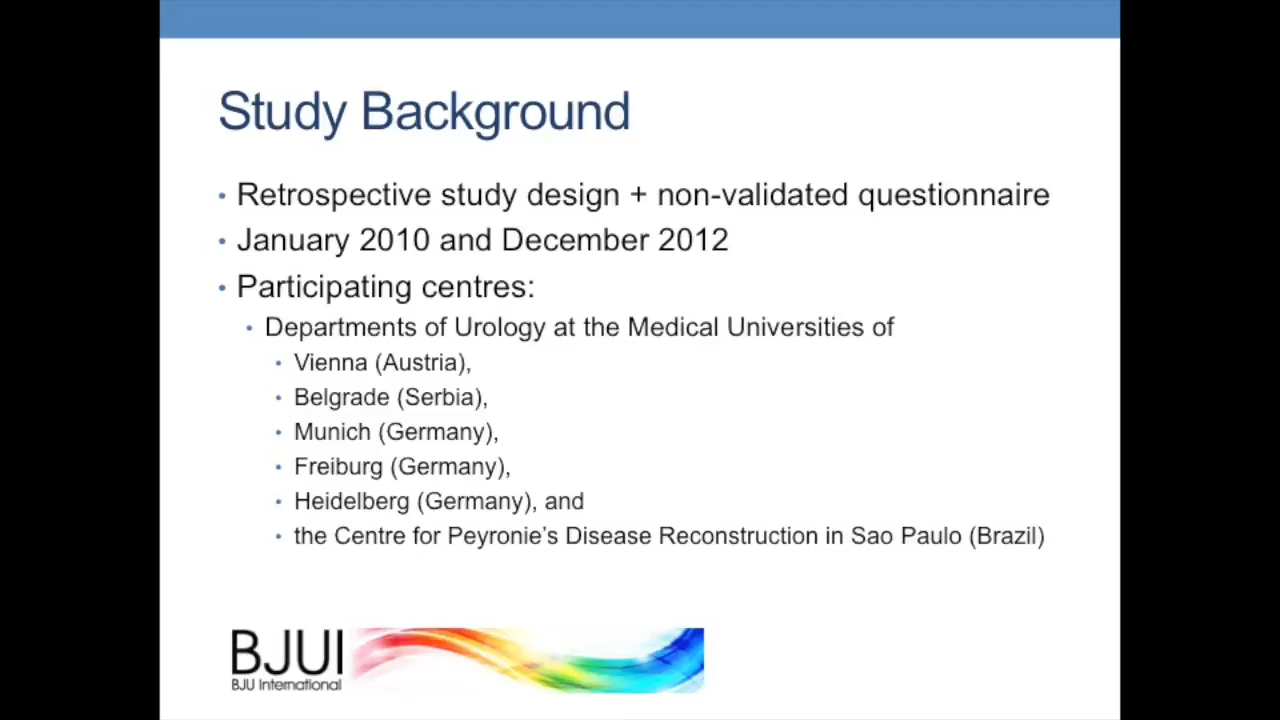 Study Background
• Retrospective study design + non-validated questionnaire
• January 2010 and December 2012
• Participating centres:
• Departments of Urology at the Medical Universities of
• Vienna (Austria),
• Belgrade (Serbia),
• Munich (Germany),
• Freiburg (Germany),
• Heidelberg (Germany), and
• the Centre for Peyronie's Disease Reconstruction in Sao Paulo (Brazil)
BJUI
BJU International